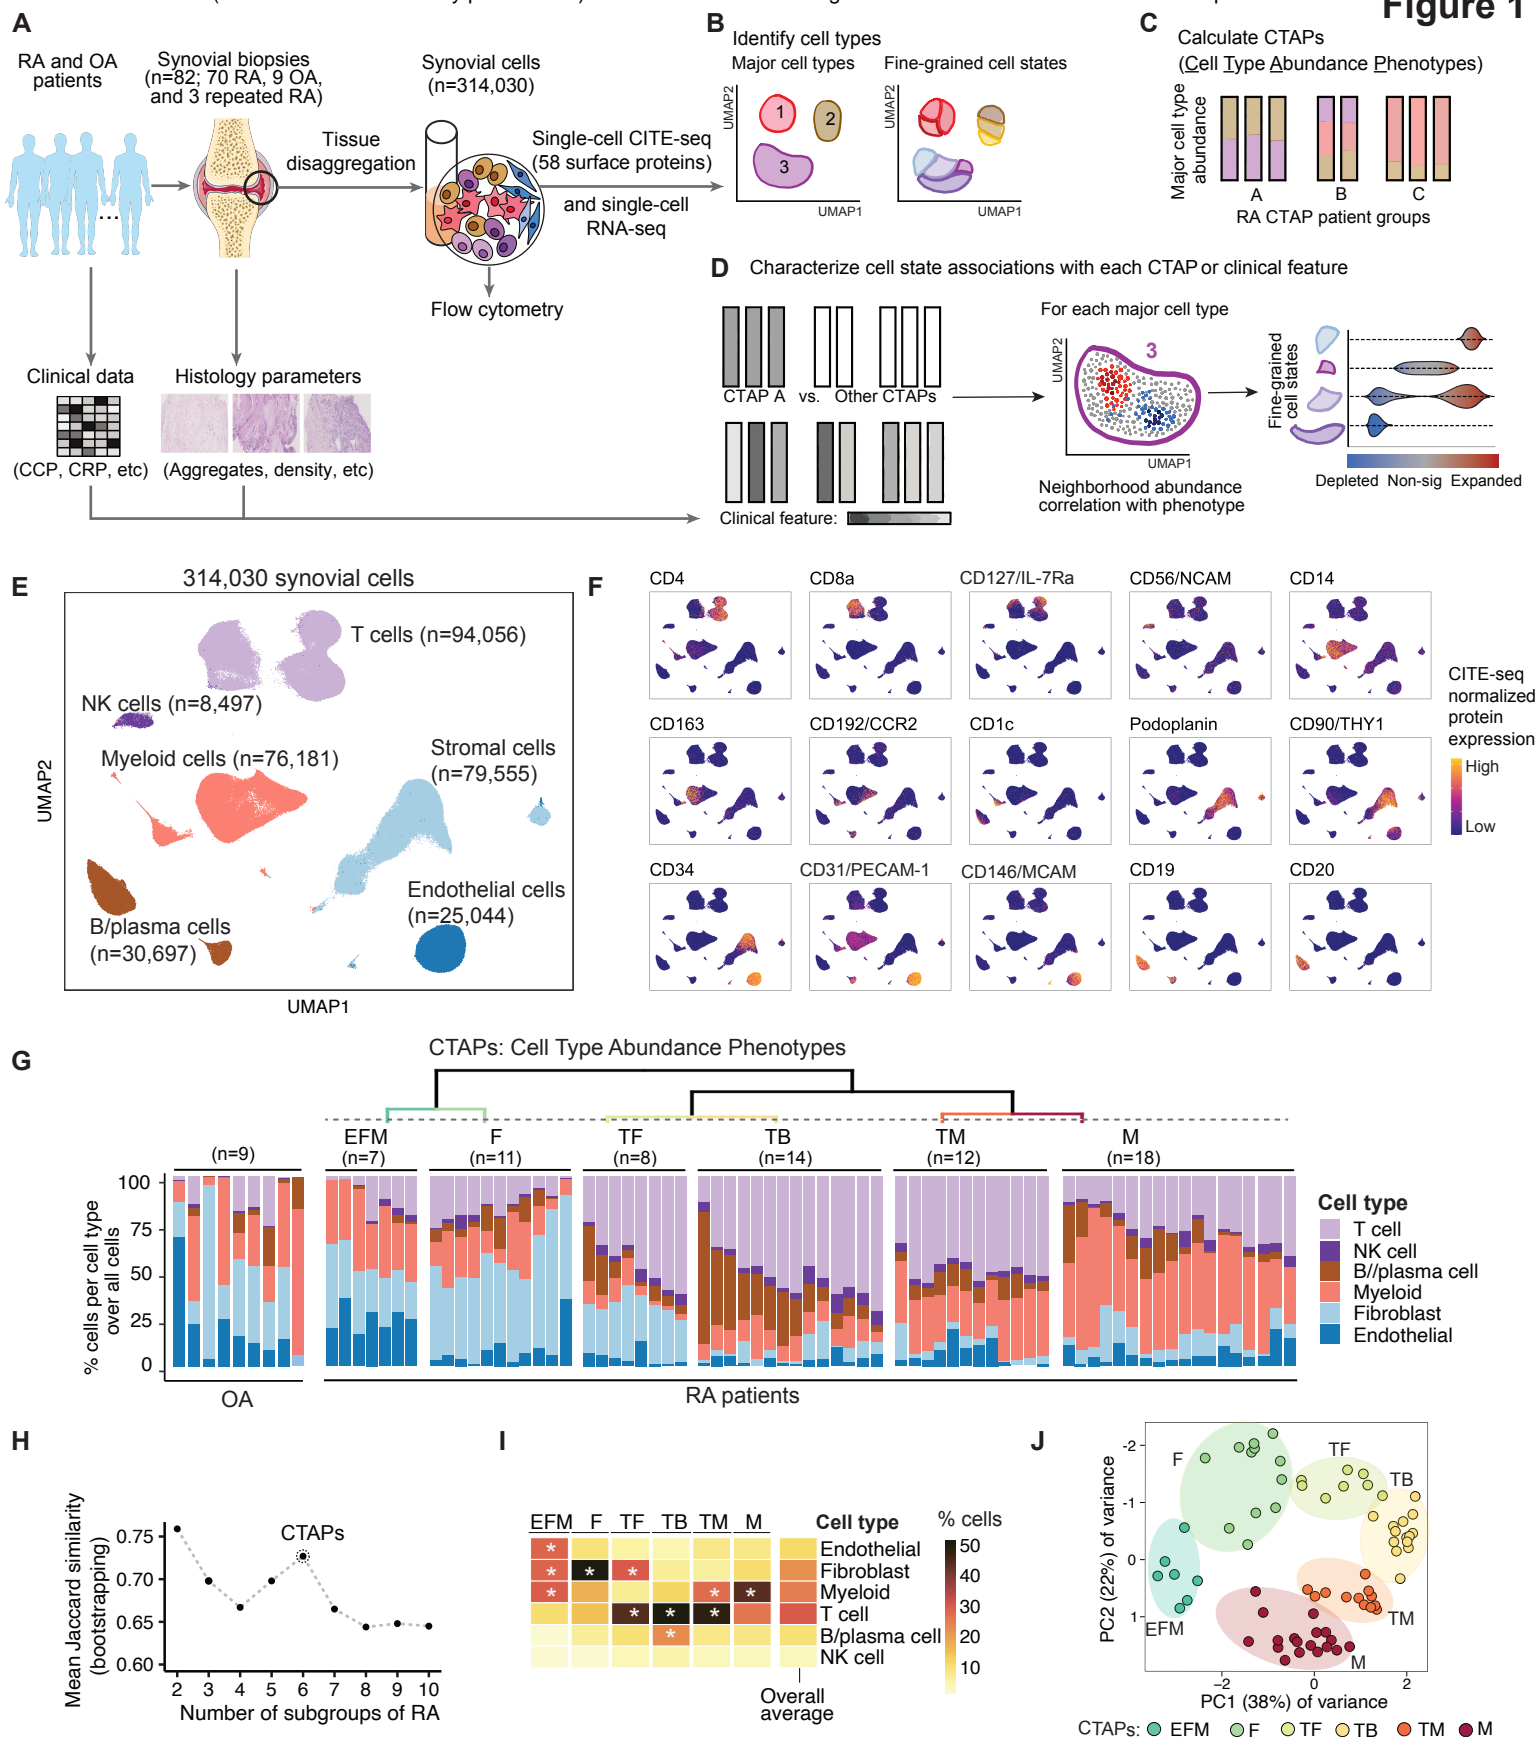 Figure 1
A
RA and OA
patients
Synovial biopsies
(n=82; 70 RA, 9 OA,
and 3 repeated RA)
Synovial cells
(n=314,030)
Tissue
disaggregation
Single-cell CITE-seq
(58 surface proteins)
and single-cell
RNA-seq
...
Flow cytometry
Clinical data
(CCP, CRP, etc)
Histology parameters
(Aggregates, density, etc)
B
Identify cell types
Major cell types
Fine-grained cell states
UMAP2
1
2
3
UMAP1
UMAP2
UMAP1
C
Calculate CTAPs
(Cell Type Abundance Phenotypes)
Major cell type
abundance
A
B
C
RA CTAP patient groups
D
Characterize cell state associations with each CTAP or clinical feature
CTAP A vs. Other CTAPs
Clinical feature:
For each major cell type
UMAP2
3
UMAP1
Neighborhood abundance
correlation with phenotype
Fine-grained
cell states
Depleted Non-sig Expanded
E
314,030 synovial cells
T cells (n=94,056)
NK cells (n=8,497)
Myeloid cells (n=76,181)
Stromal cells
(n=79,555)
Endothelial cells
(n=25,044)
B/plasma cells
(n=30,697)
UMAP2
UMAP1
F
CD4
CD8a
CD127/IL-7Ra
CD56/NCAM
CD14
CD163
CD192/CCR2
CD1c
Podoplanin
CD90/THY1
CD34
CD31/PECAM-1
CD146/MCAM
CD19
CD20
CITE-seq
normalized
protein
expression
High
Low
G
CTAPs: Cell Type Abundance Phenotypes
EFM
F
TF
TB
TM
M
(n=9)
(n=7)
(n=11)
(n=8)
(n=14)
(n=12)
(n=18)
% cells per cell type
over all cells
100
75
50
25
0
OA
RA patients
Cell type
T cell
NK cell
B//plasma cell
Myeloid
Fibroblast
Endothelial
H
Mean Jaccard similarity
(bootstrapping)
0.75
0.70
0.65
0.60
CTAPs
2 3 4 5 6 7 8 9 10
Number of subgroups of RA
I
EFM F TF TB TM M
Cell type
Endothelial
Fibroblast
Myeloid
T cell
B/plasma cell
NK cell
* 
* * *
* * *
* * *
*
Overall
average
% cells
50
40
30
20
10
J
PC2 (22%) of variance
-2
-1
0
1
F
TF
TB
EFM
TM
M
−2 0 2
PC1 (38%) of variance
CTAPs: EFM F TF TB TM M